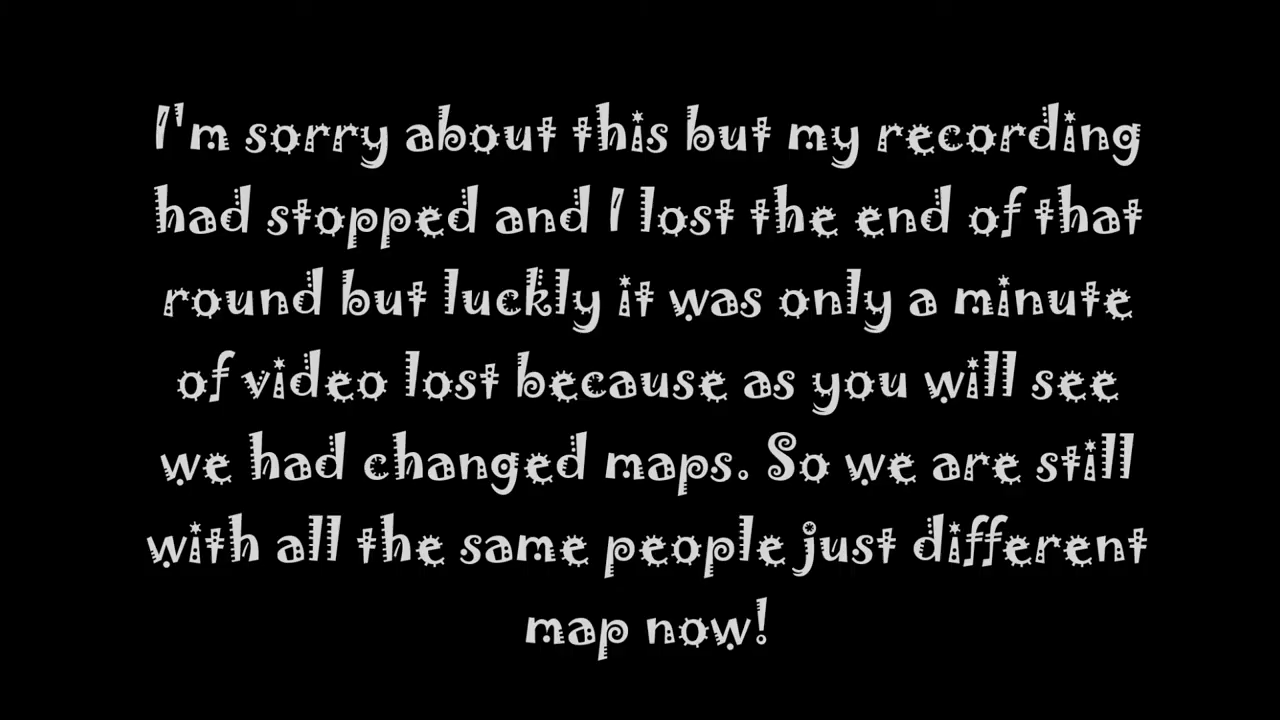 I'm sorry about this but my recording
had stopped and I lost the end of that
round but luckly it was only a minute
of video lost because as you will see
we had changed maps. So we are still
with all the same people just different
map now!